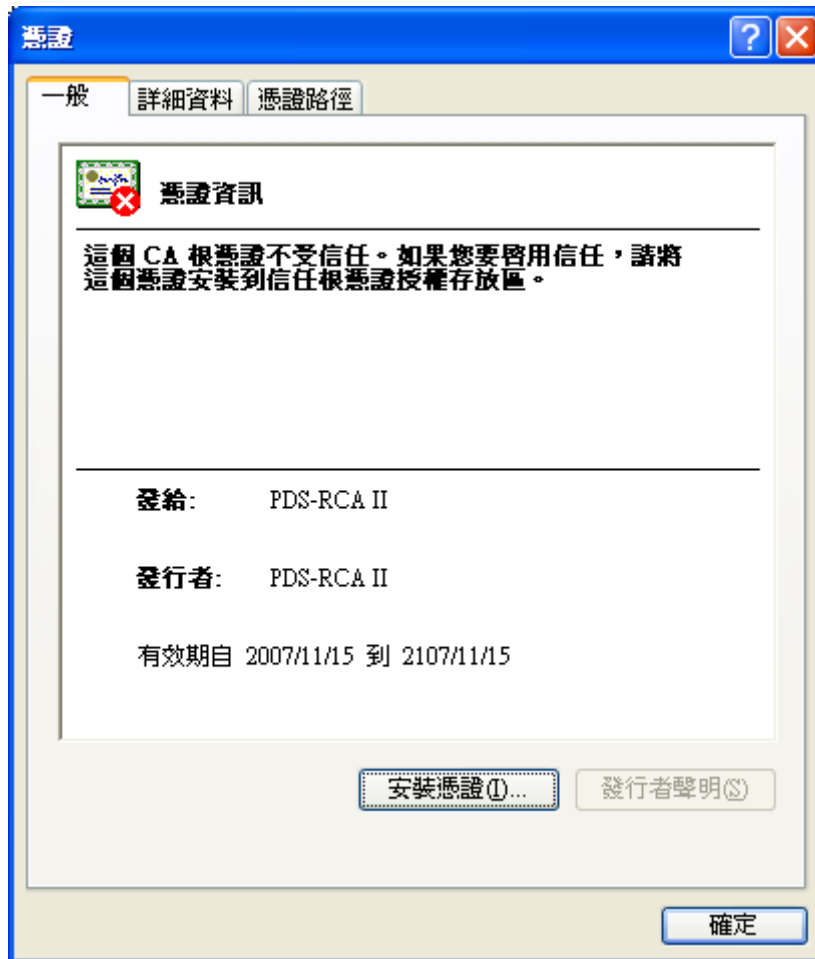 憑證
一般 詳細資料 憑證路徑
憑證資訊
這個 CA 根憑證不受信任。如果您要啓用信任，請將
這個憑證安裝到信任根憑證授權存放區。
發給: PDS-RCA II
發行者: PDS-RCA II
有效期自 2007/11/15 到 2107/11/15
安裝憑證(I)... 發行者聲明(S)
確定